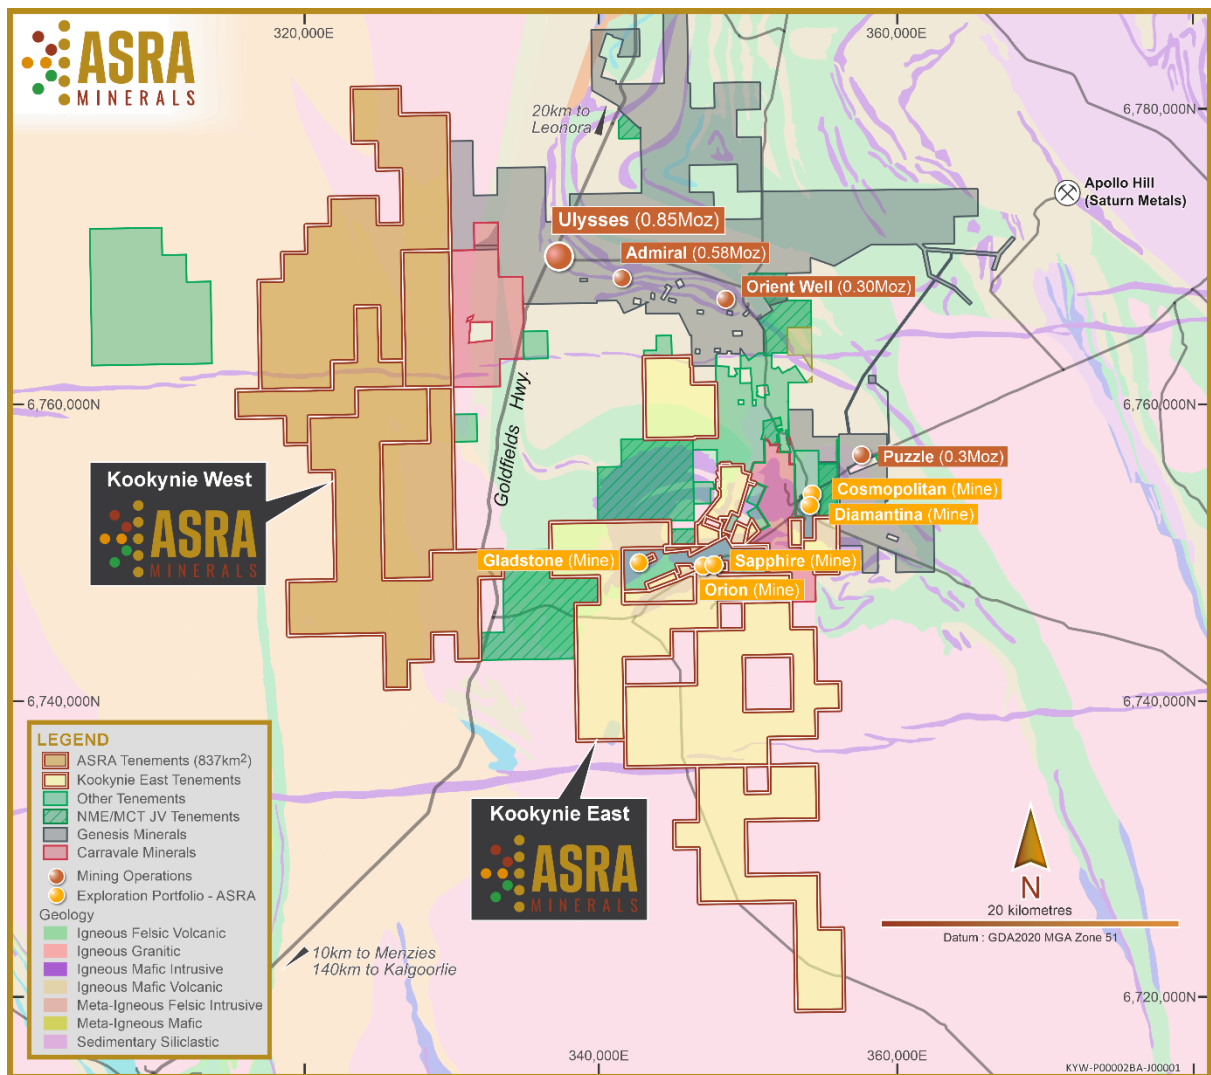 ASRA
MINERALS
320,000E
360,000E
6,780,000N
20km to
Leonora
Apollo Hill
(Saturn Metals)
Ulysses (0.85Moz)
Admiral (0.58Moz)
Orient Well (0.30Moz)
6,760,000N
6,760,000N
Goldfields Hwy.
Puzzle (0.3Moz)
Kookynie West
ASRA
MINERALS
Cosmopolitan (Mine)
Diamantina (Mine)
Gladstone (Mine)
Sapphire (Mine)
Orion (Mine)
6,740,000N
6,740,000N
LEGEND
ASRA Tenements (837km²)
Kookynie East Tenements
Other Tenements
NME/MCT JV Tenements
Genesis Minerals
Carravale Minerals
Mining Operations
Exploration Portfolio - ASRA
Geology
Igneous Felsic Volcanic
Igneous Granitic
Igneous Mafic Intrusive
Igneous Mafic Volcanic
Meta-Igneous Felsic Intrusive
Meta-Igneous Mafic
Sedimentary Siliclastic
Kookynie East
ASRA
MINERALS
N
20 kilometres
Datum : GDA2020 MGA Zone 51
10km to Menzies
140km to Kalgoorlie
6,720,000N
340,000E
360,000E
KYW-P00002BA-J00001